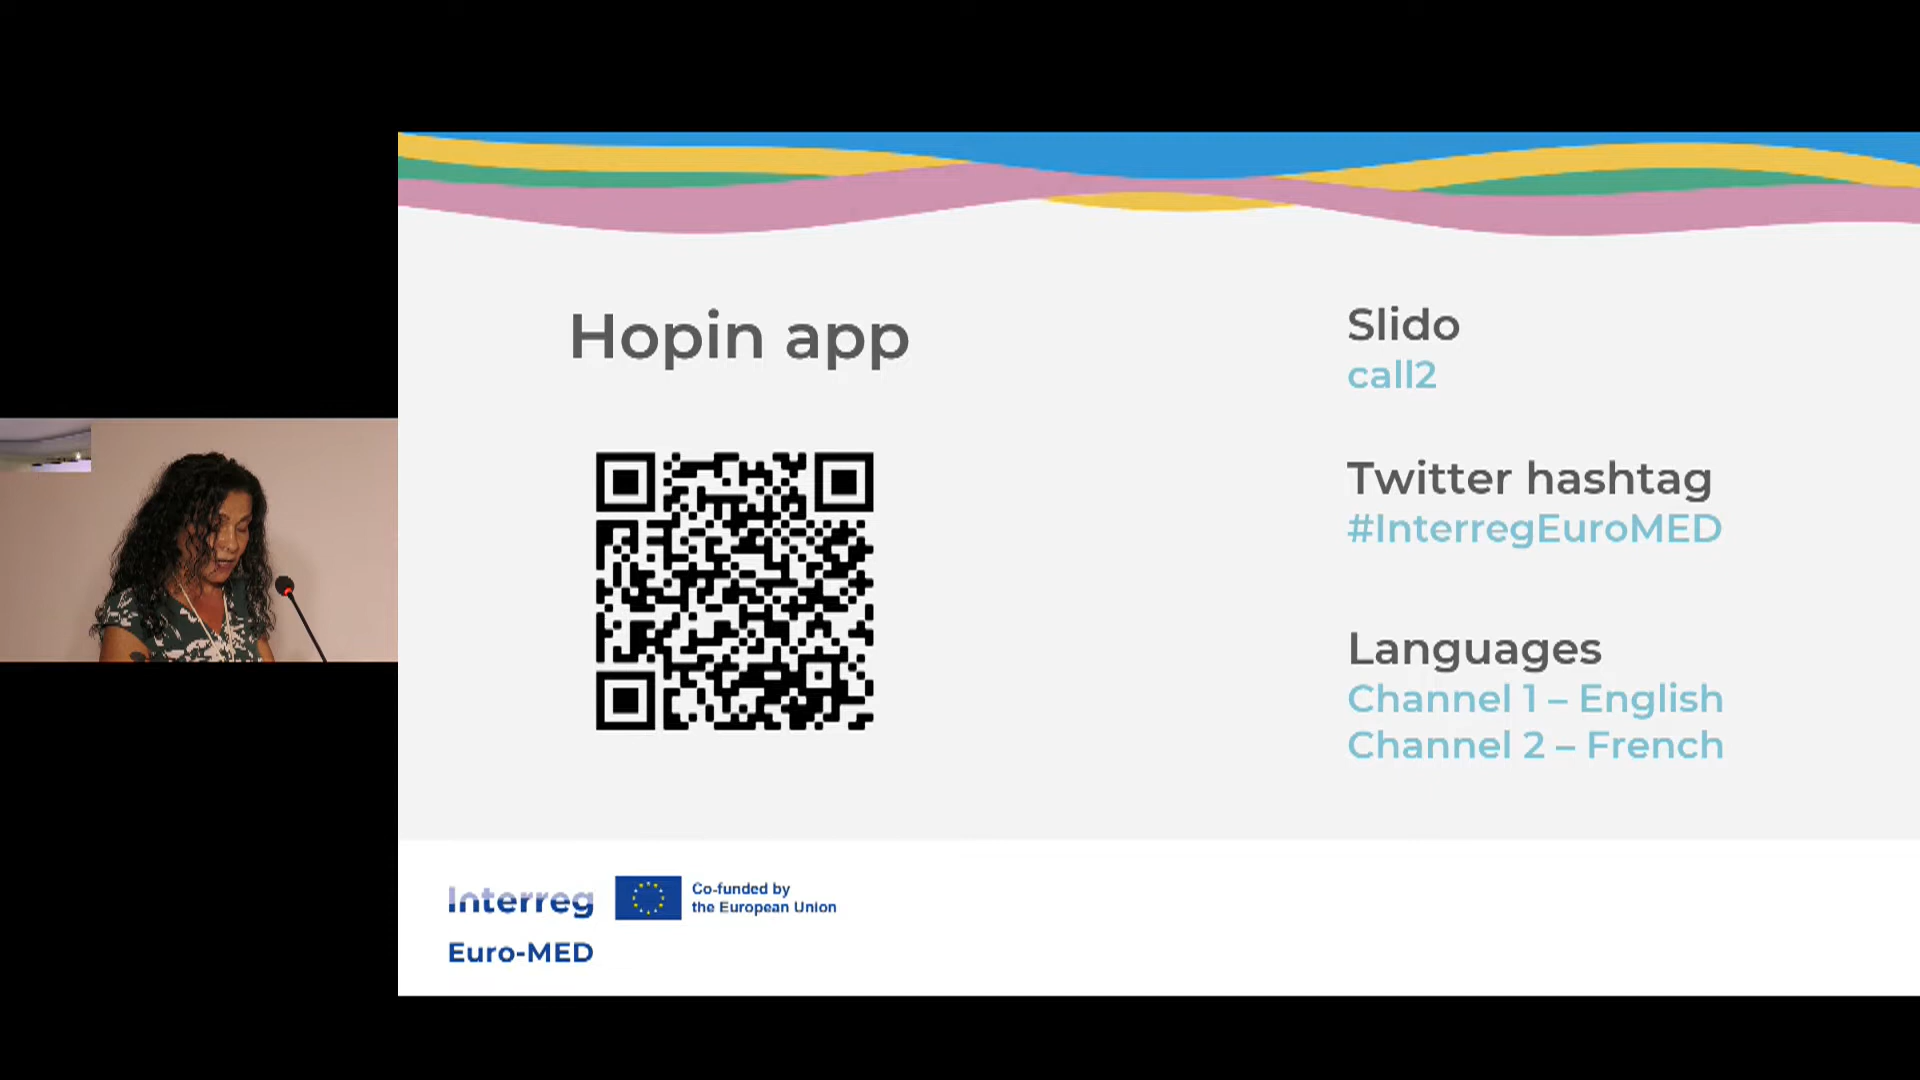 Hopin app
Slido
call2
Twitter hashtag
#InterregEuroMED
Languages
Channel 1 – English
Channel 2 – French
Interreg
Co-funded by
the European Union
Euro-MED